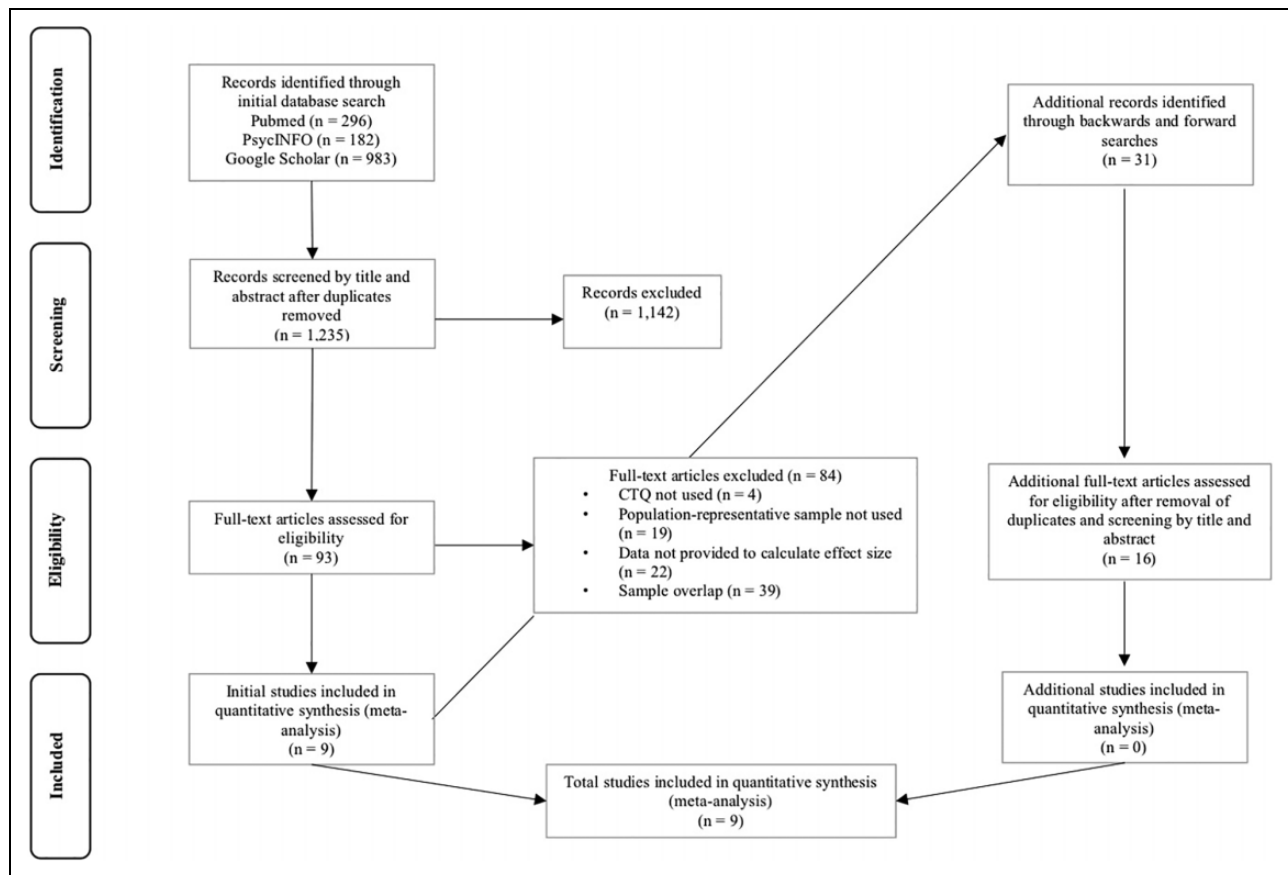 Identification
Records identified through
initial database search
Pubmed (n = 296)
PsycINFO (n = 182)
Google Scholar (n = 983)
Additional records identified
through backwards and forward
searches
(n = 31)
Screening
Records screened by title and
abstract after duplicates
removed
(n = 1,235)
Records excluded
(n = 1,142)
Eligibility
Full-text articles assessed for
eligibility
(n = 93)
Full-text articles excluded (n = 84)
• CTQ not used (n = 4)
• Population-representative sample not used
(n = 19)
• Data not provided to calculate effect size
(n = 22)
• Sample overlap (n = 39)
Additional full-text articles assessed
for eligibility after removal of
duplicates and screening by title and
abstract
(n = 16)
Included
Initial studies included in
quantitative synthesis (meta-
analysis)
(n = 9)
Additional studies included in
quantitative synthesis (meta-
analysis)
(n = 0)
Total studies included in quantitative synthesis
(meta-analysis)
(n = 9)